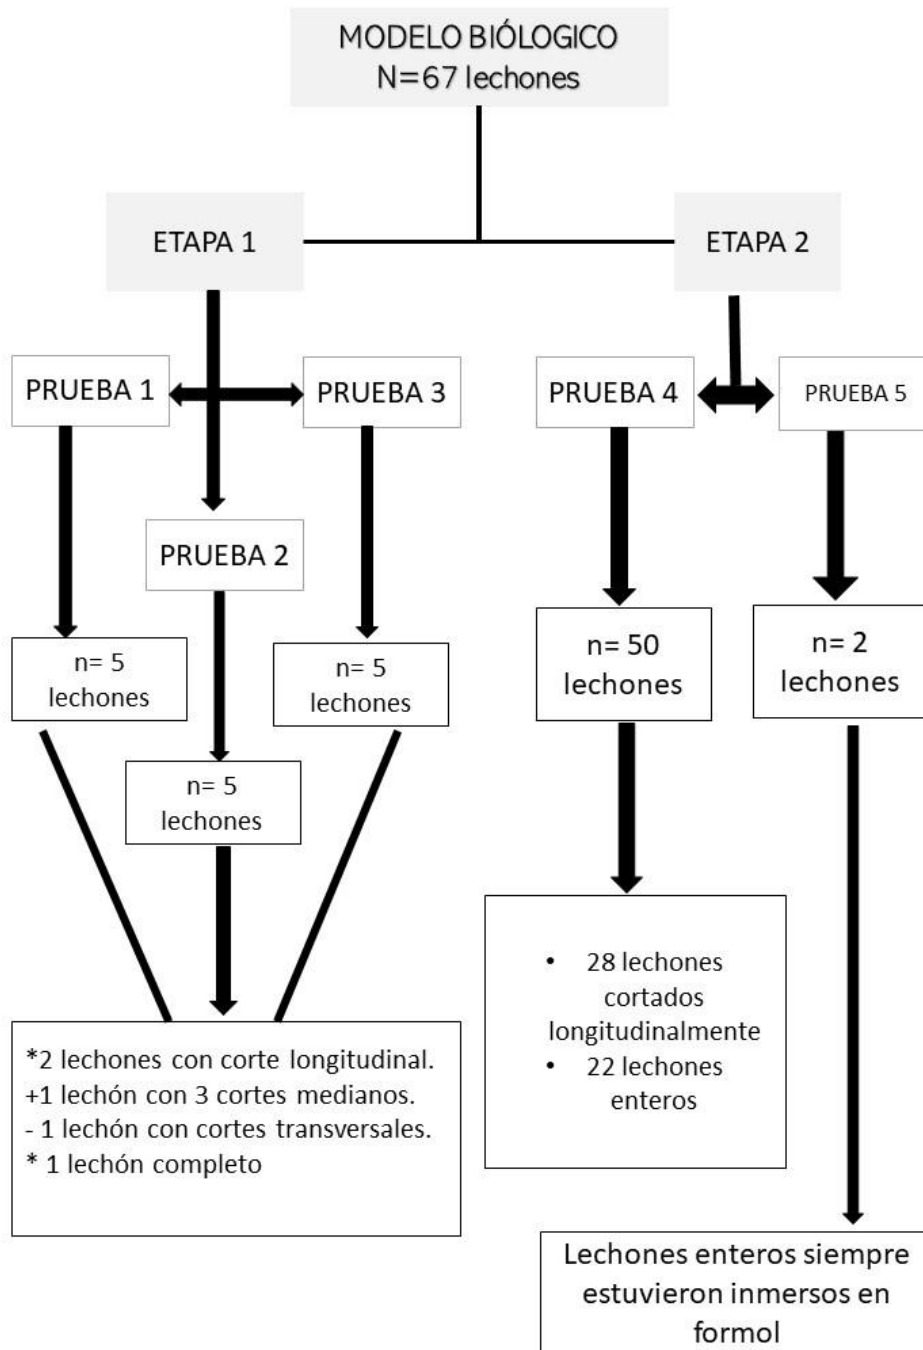 MODELO BIÓLOGICO
N=67 lechones
ETAPA 1
ETAPA 2
PRUEBA 1
PRUEBA 3
PRUEBA 4
PRUEBA 5
PRUEBA 2
n= 5
lechones
n= 5
lechones
n= 50
lechones
n= 2
lechones
n= 5
lechones
*2 lechones con corte longitudinal.
+1 lechón con 3 cortes medianos.
- 1 lechón con cortes transversales.
* 1 lechón completo
• 28 lechones
cortados
longitudinalmente
• 22 lechones
enteros
Lechones enteros siempre
estuvieron inmersos en
formol